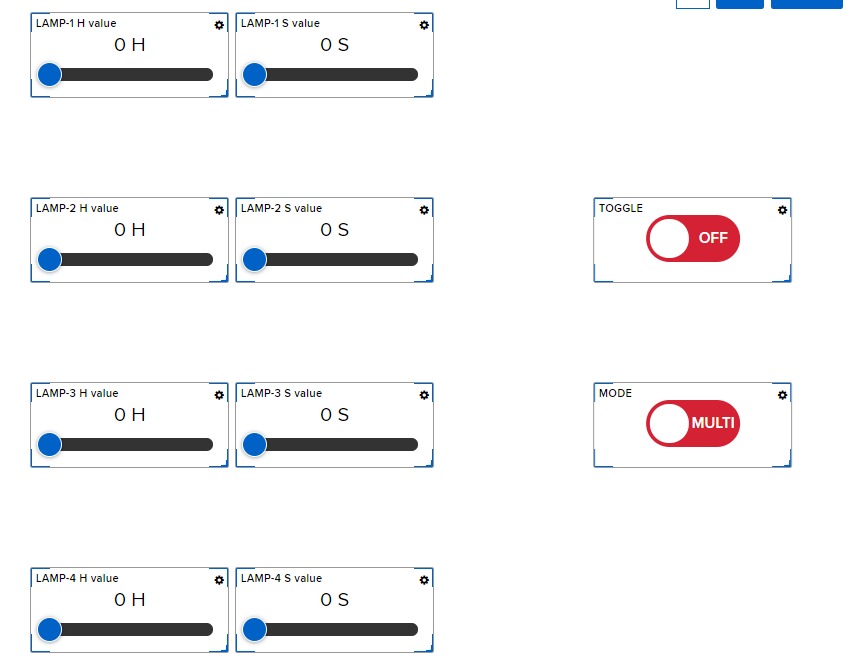 LAMP-1 H value
0 H
LAMP-1 S value
0 S
LAMP-2 H value
0 H
LAMP-2 S value
0 S
TOGGLE
OFF
LAMP-3 H value
0 H
LAMP-3 S value
0 S
MODE
MULTI
LAMP-4 H value
0 H
LAMP-4 S value
0 S